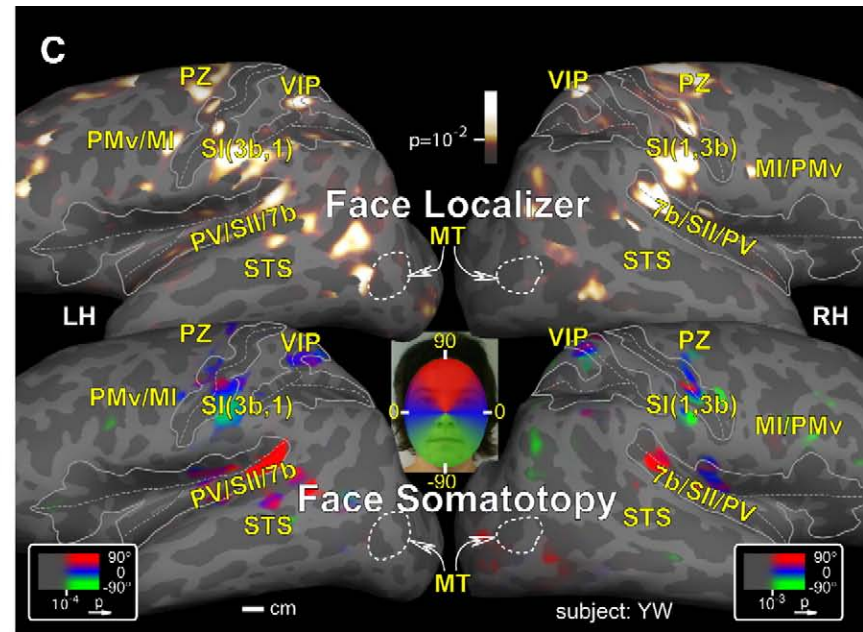 C
PZ
VIP
PMv/MI
SI(3b,1)
PV/SII/7b
STS
LH
p=10-2
Face Localizer
MT
VIP
PZ
SI(1,3b)
MI/PMv
7b/SII/PV
STS
RH
PZ
VIP
PMv/MI
SI(3b,1)
PV/SII/7b
STS
90
0
0
-90
Face Somatotopy
MT
VIP
PZ
SI(1,3b)
MI/PMv
7b/SII/PV
STS
90°
0
-90°
10-4 p
cm
subject: YW
90°
0
-90°
10-3 p